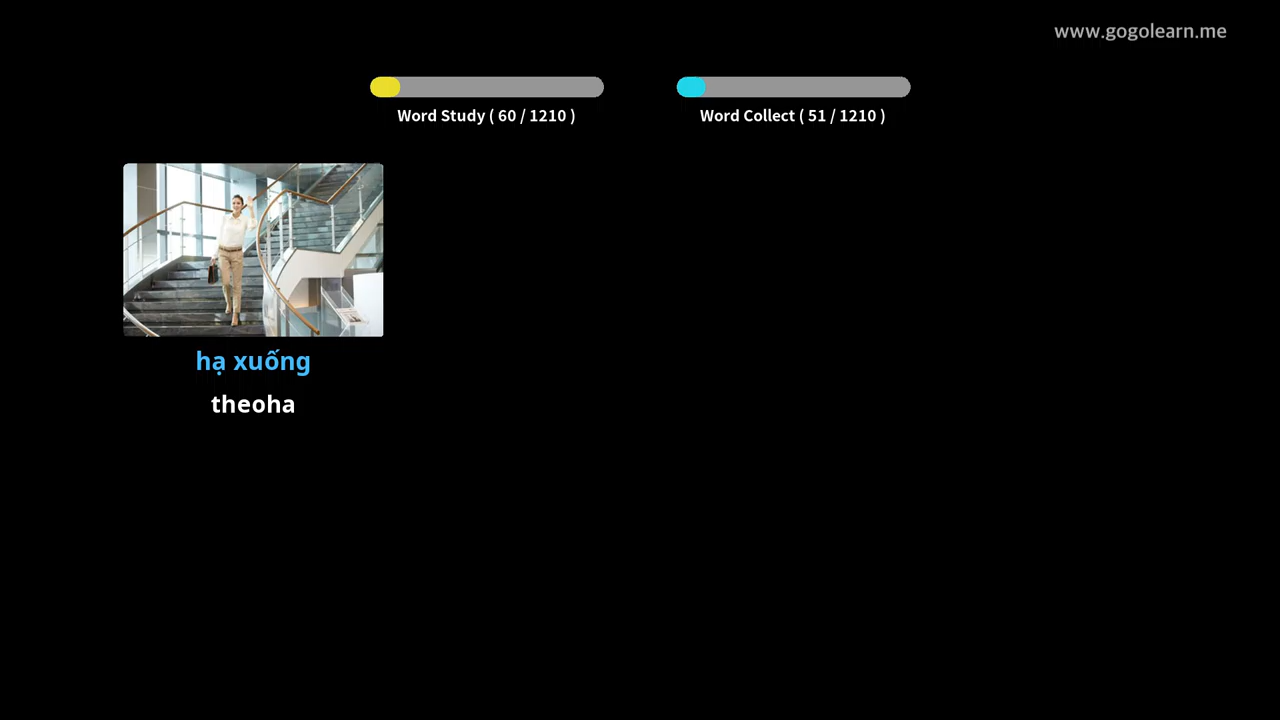 www.gogolearn.me
Word Study ( 60 / 1210 )
Word Collect ( 51 / 1210 )
hạ xuống
theoha